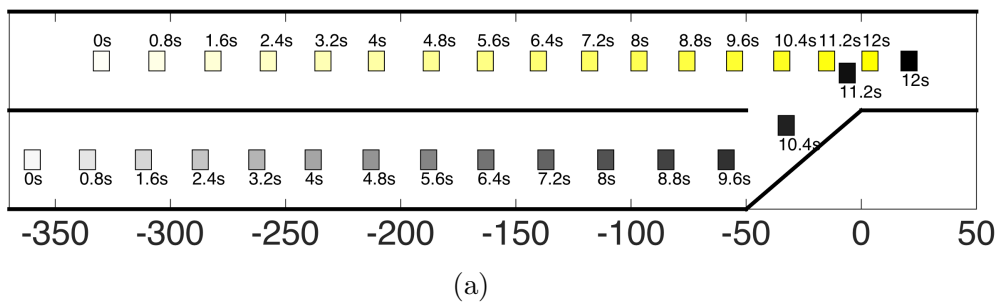 0s 0.8s 1.6s 2.4s 3.2s 4s 4.8s 5.6s 6.4s 7.2s 8s 8.8s 9.6s 10.4s 11.2s 12s
12s
11.2s
10.4s
0s 0.8s 1.6s 2.4s 3.2s 4s 4.8s 5.6s 6.4s 7.2s 8s 8.8s 9.6s
-350 -300 -250 -200 -150 -100 -50 0 50
(a)